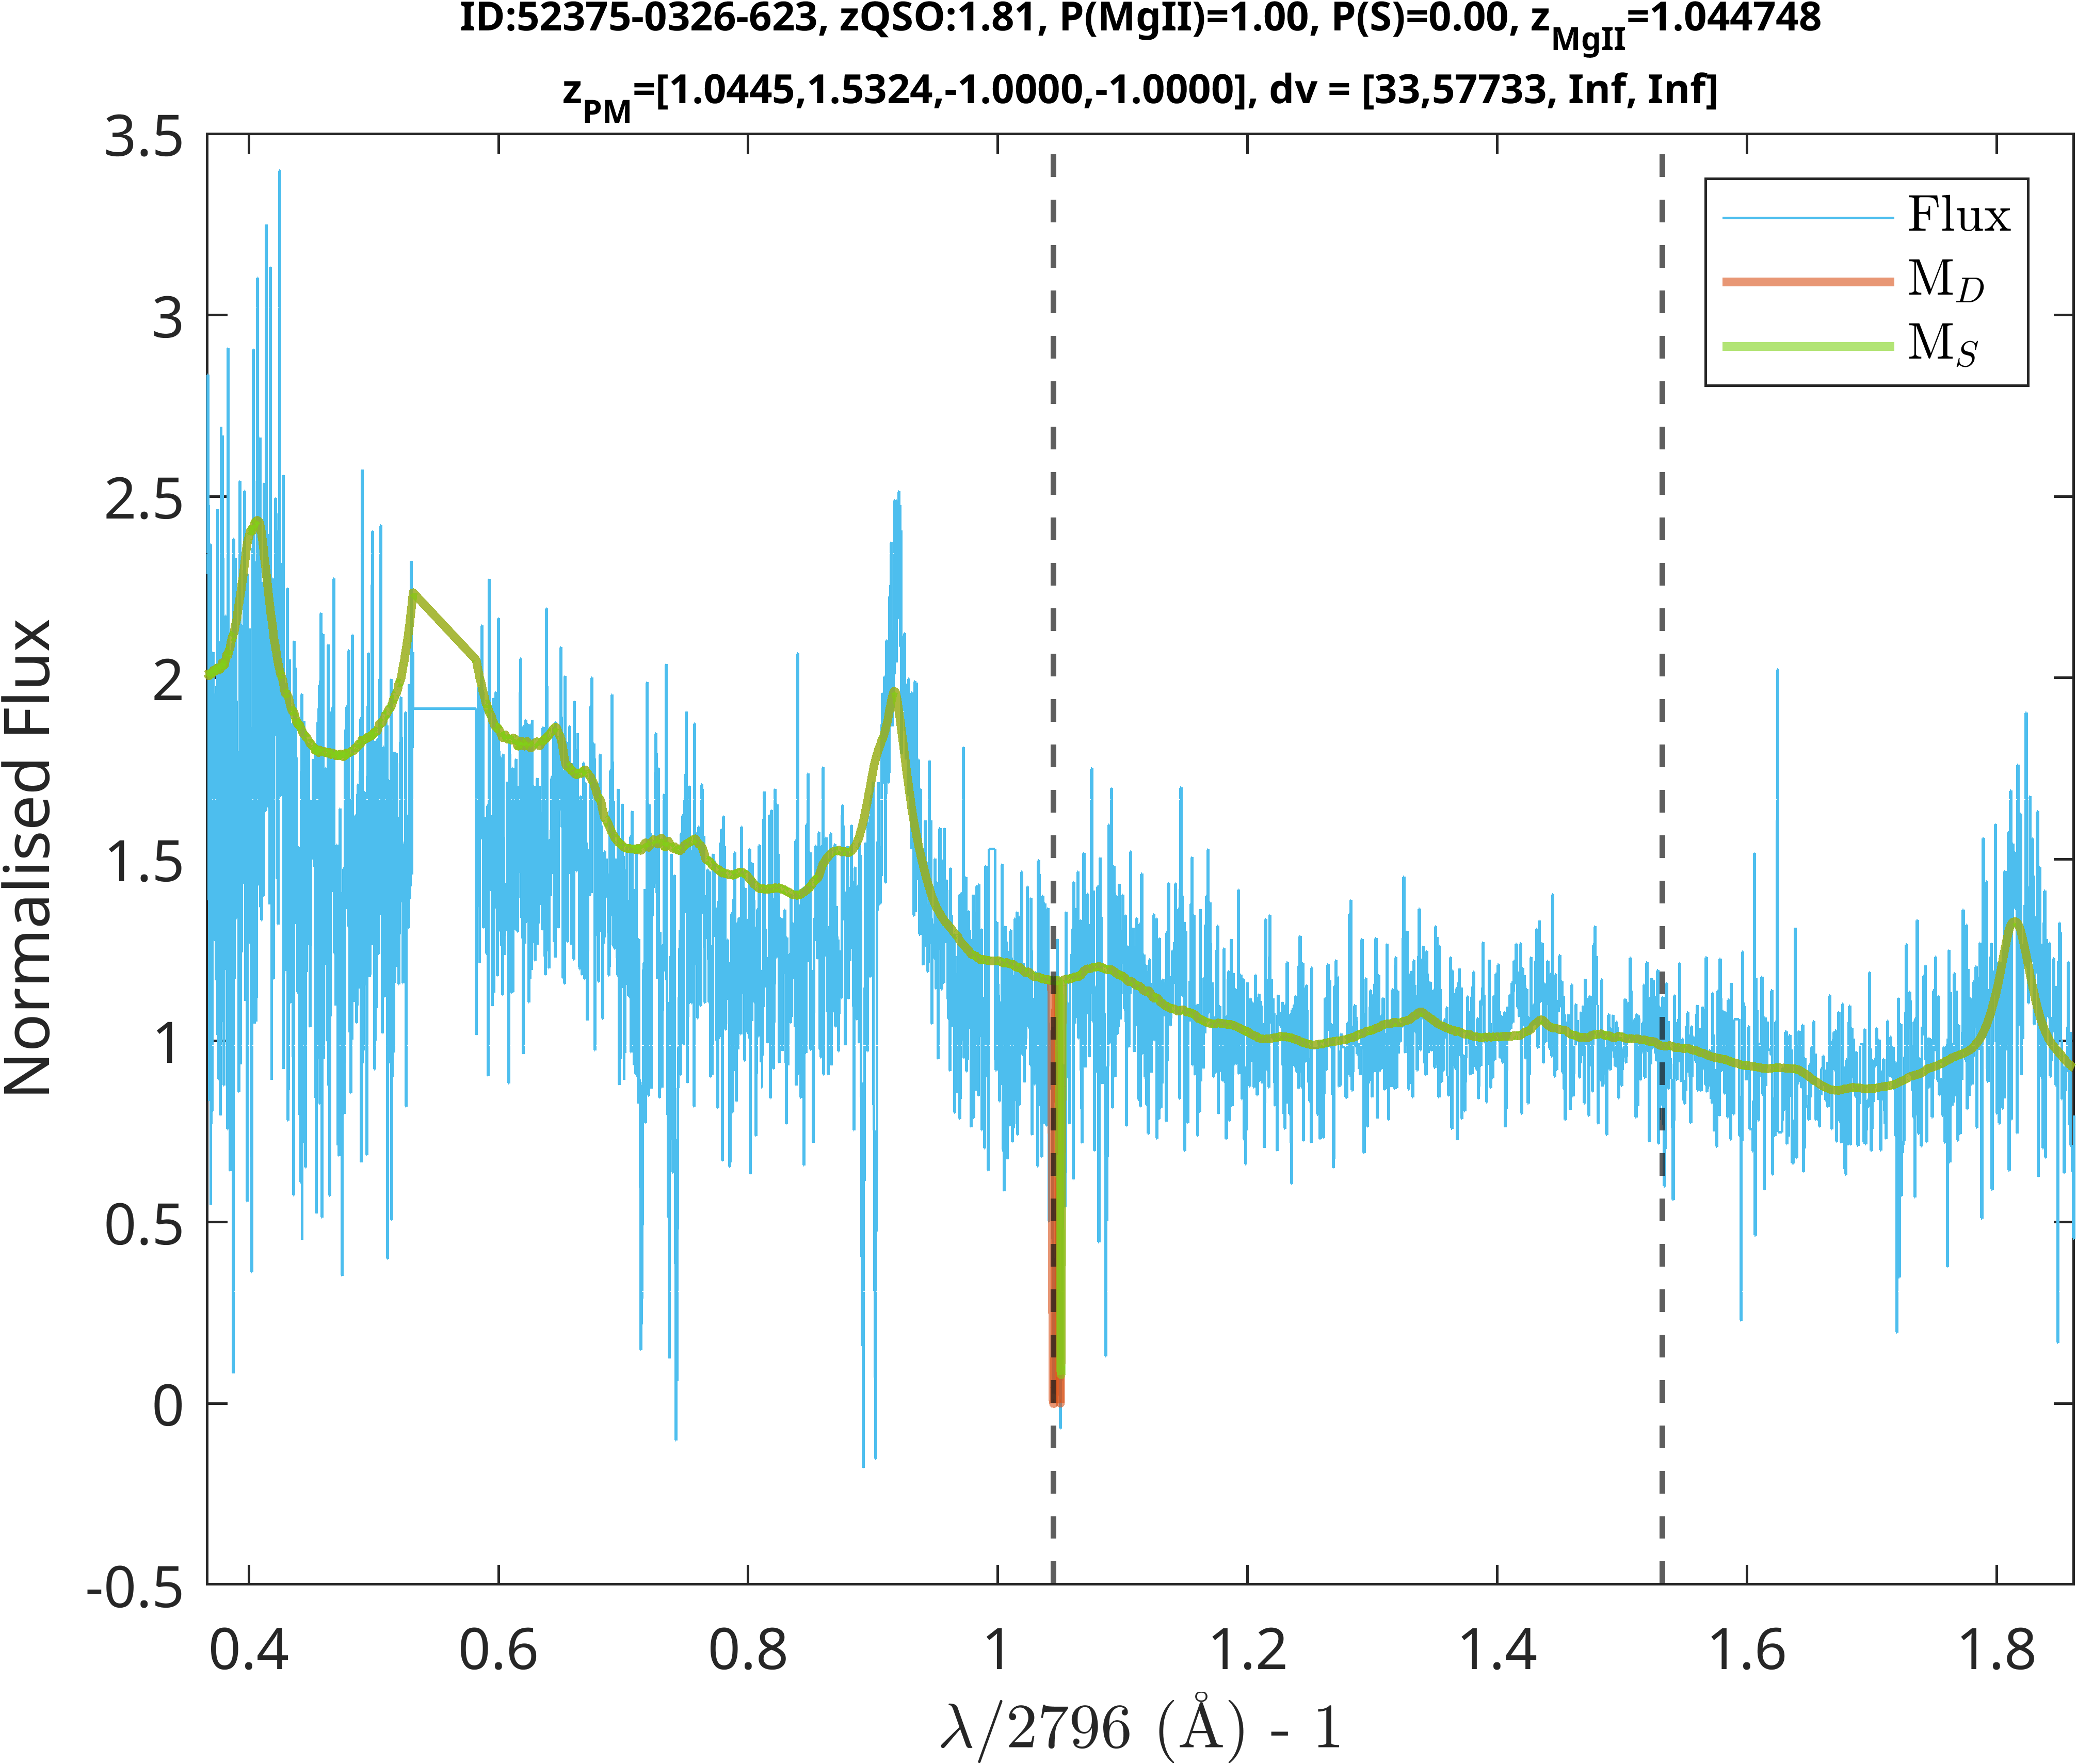 ID:52375-0326-623, zQSO:1.81, P(MgII)=1.00, P(S)=0.00, zMgII=1.044748
zPM=[1.0445,1.5324,-1.0000,-1.0000], dv = [33,57733, Inf, Inf]
3.5
3
2.5
2
1.5
1
0.5
0
-0.5
Normalised Flux
Flux
MD
MS
0.4 0.6 0.8 1 1.2 1.4 1.6 1.8
λ/2796 (Å) - 1